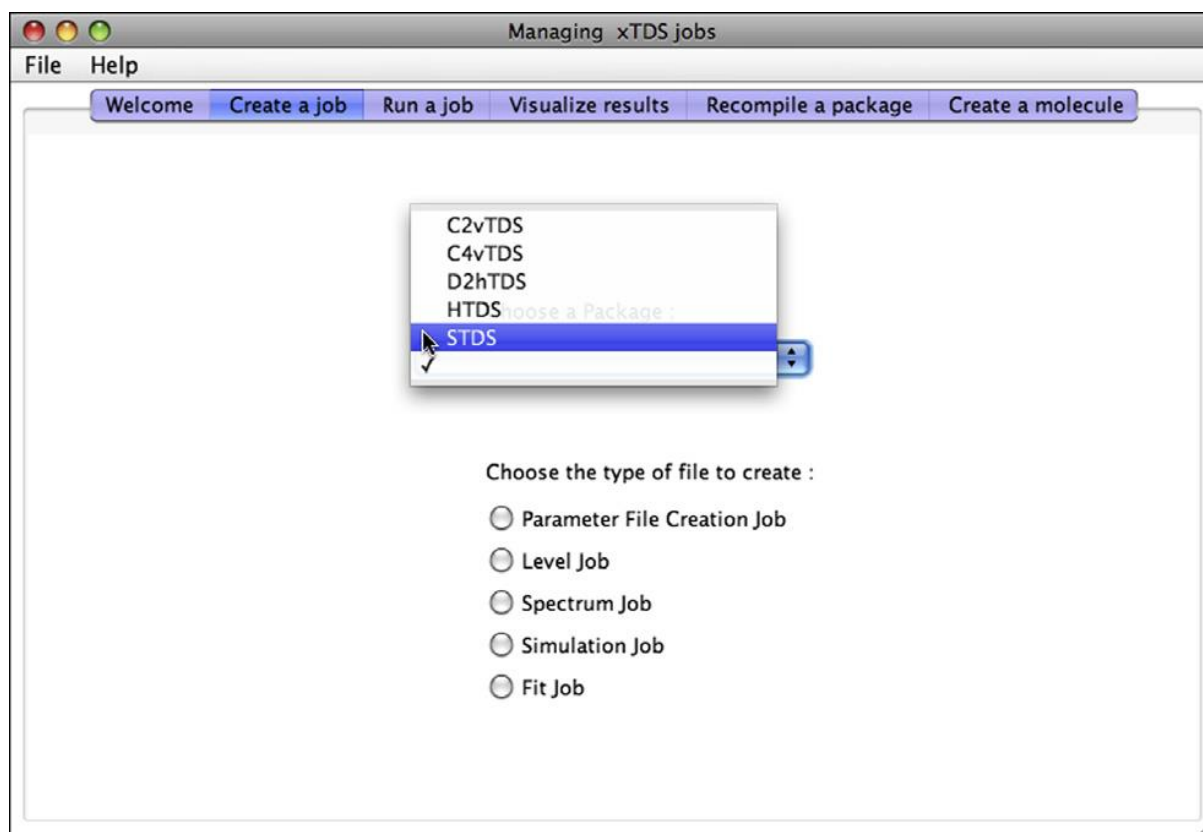 Managing xTDS jobs
File Help
Welcome Create a job Run a job Visualize results Recompile a package Create a molecule
C2vTDS
C4vTDS
D2hTDS
HTDS
hoose a Package :
STDS
Choose the type of file to create :
Parameter File Creation Job
Level Job
Spectrum Job
Simulation Job
Fit Job